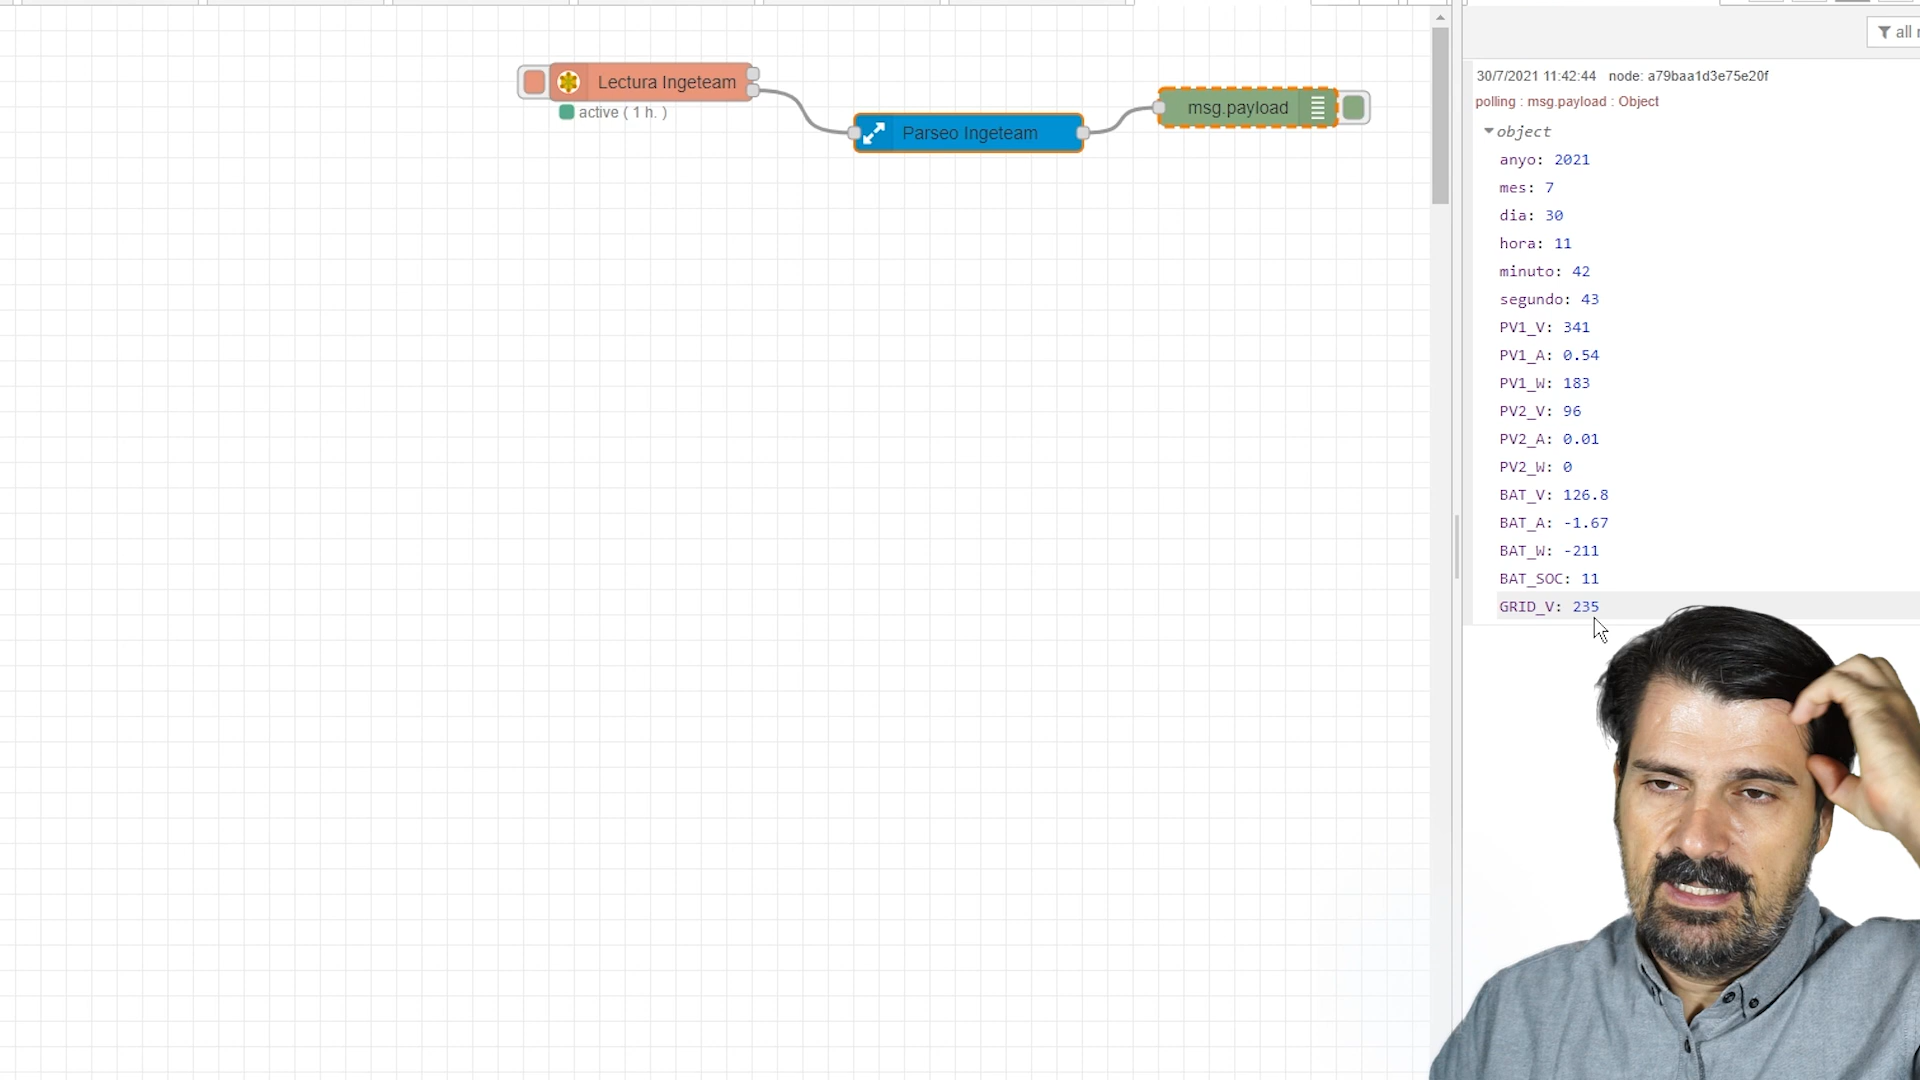 Lectura Ingeteam
active ( 1 h. )
Parseo Ingeteam
msg.payload
all
30/7/2021 11:42:44 node: a79baa1d3e75e20f
polling : msg.payload : Object
object
anyo: 2021
mes: 7
dia: 30
hora: 11
minuto: 42
segundo: 43
PV1_V: 341
PV1_A: 0.54
PV1_W: 183
PV2_V: 96
PV2_A: 0.01
PV2_W: 0
BAT_V: 126.8
BAT_A: -1.67
BAT_W: -211
BAT_SOC: 11
GRID_V: 235